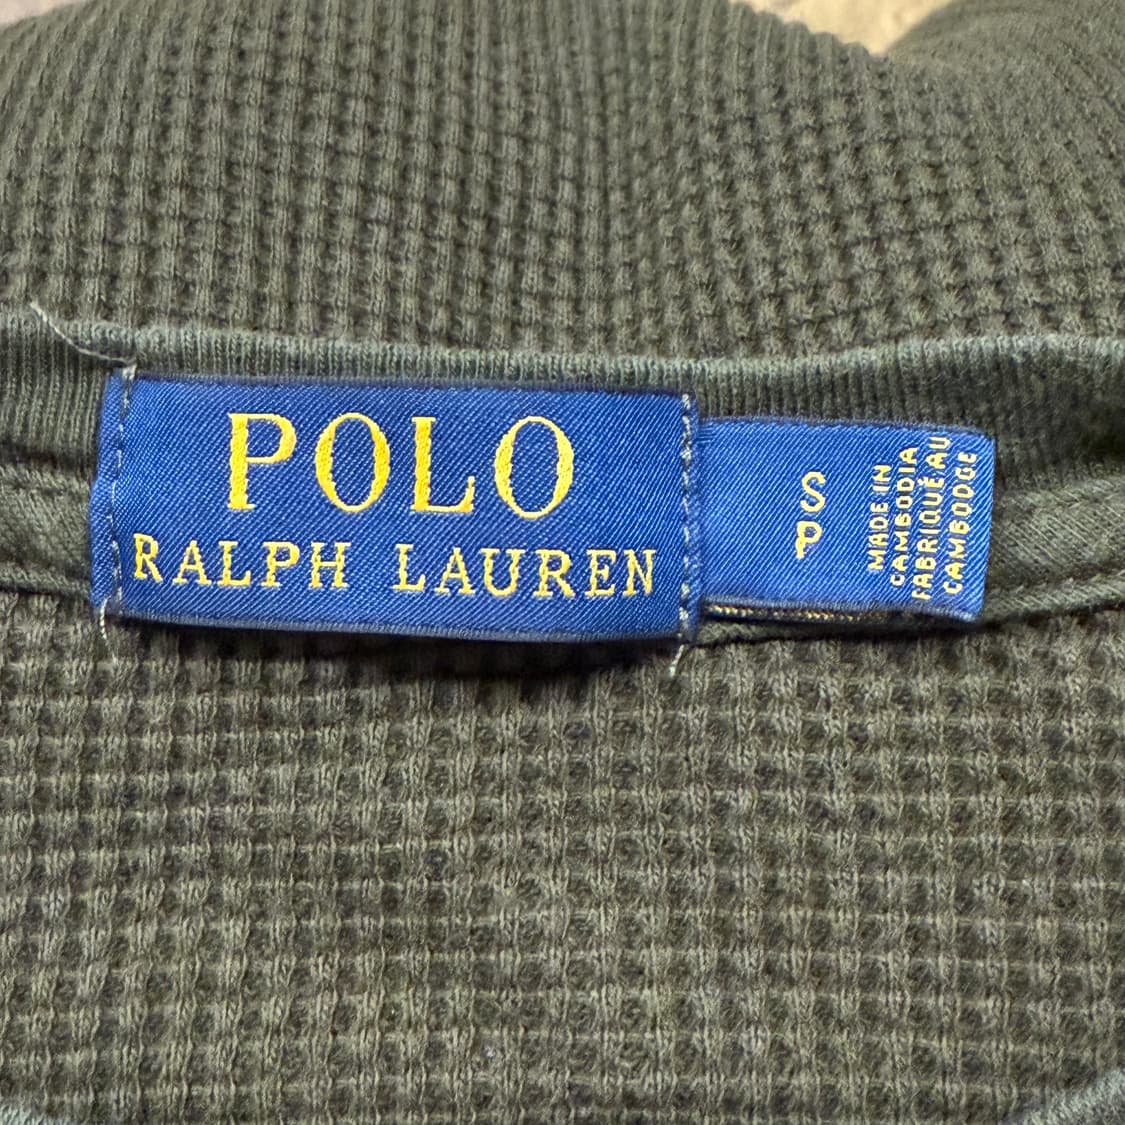 POLO
RALPH LAUREN
S
P
MADE IN
CAMBODIA
FABRIQUÉ AU
CAMBODGE